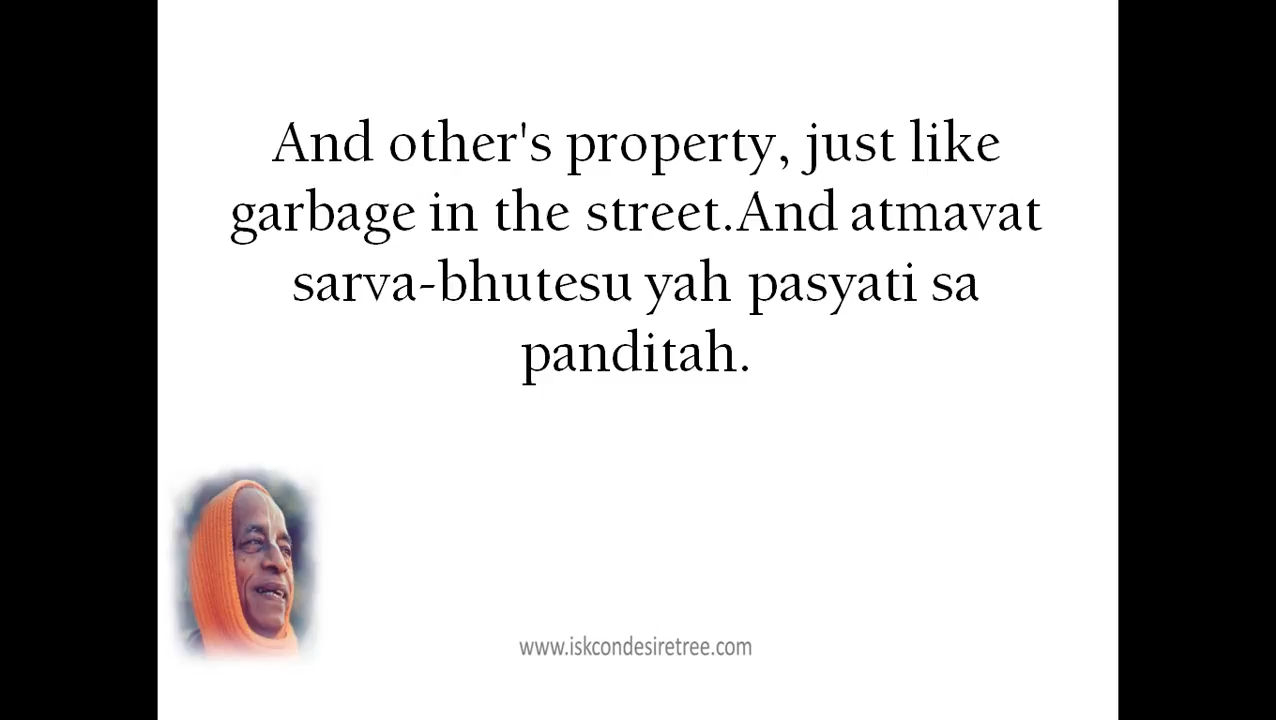 And other's property, just like
garbage in the street.And atmavat
sarva-bhutesu yah pasyati sa
panditah.
www.iskcondesiretree.com